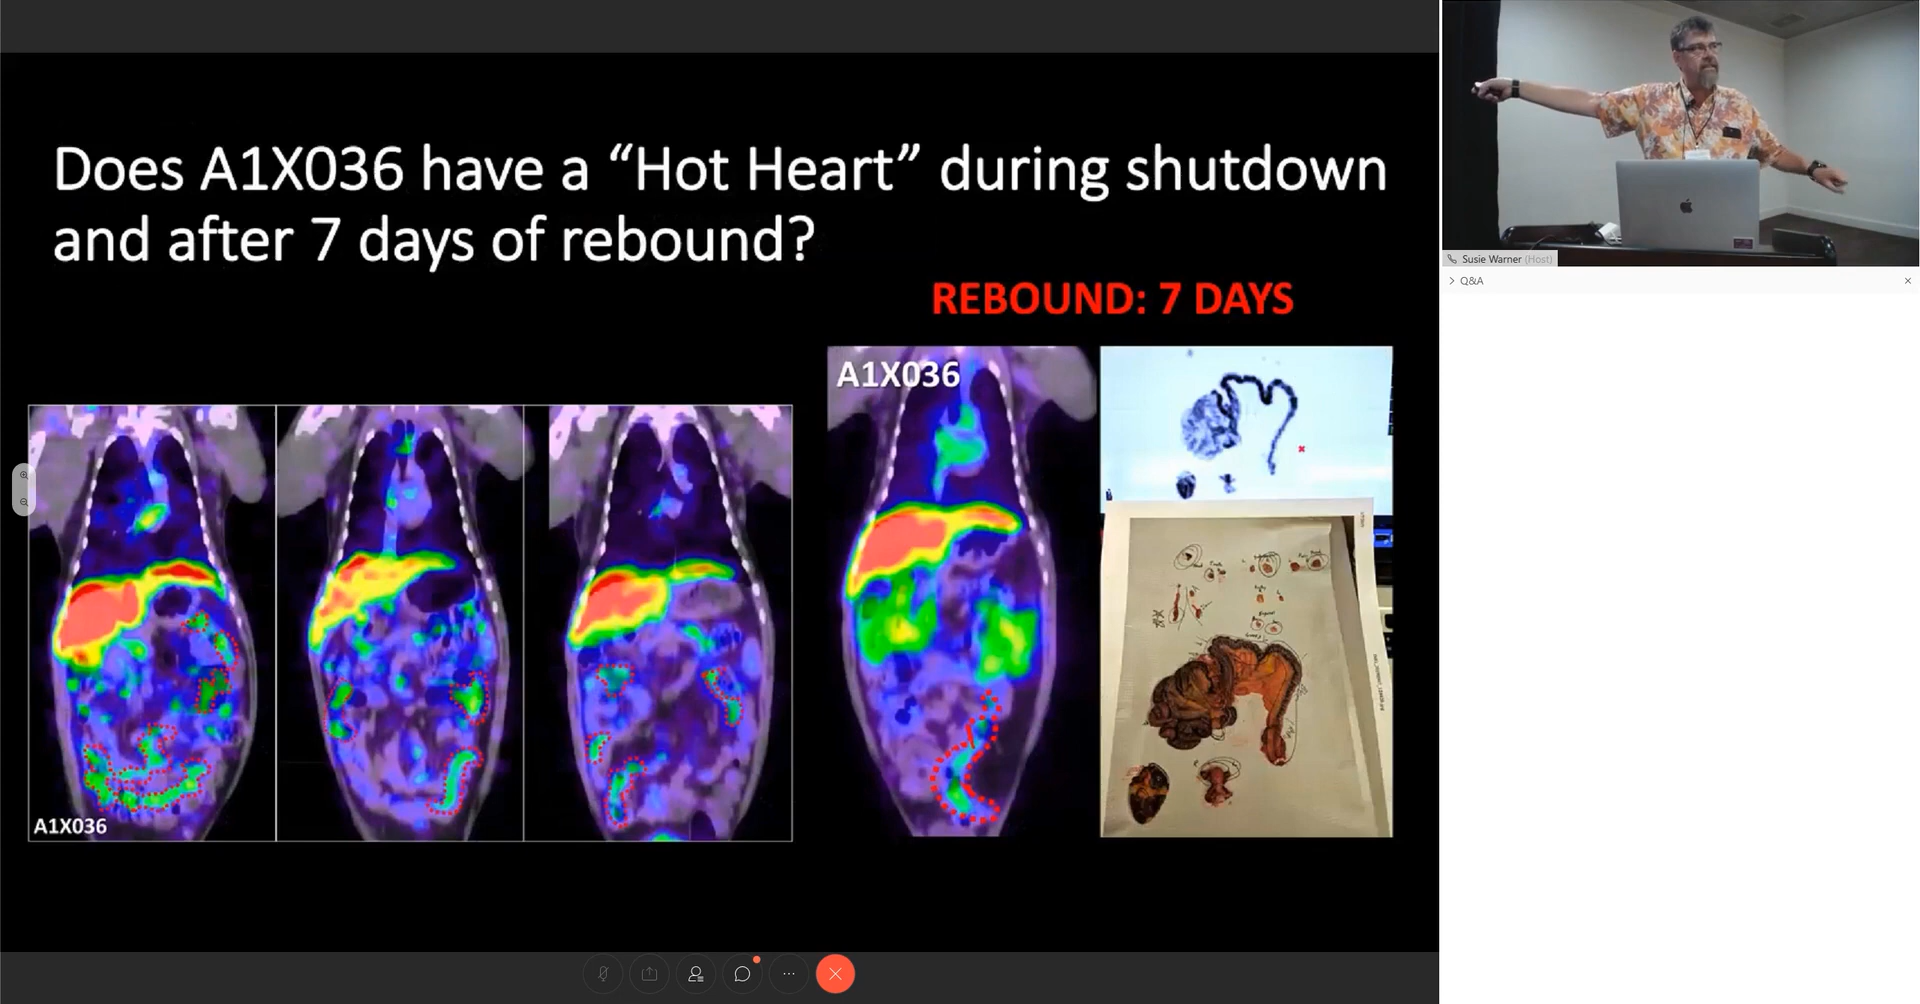 Does A1X036 have a “Hot Heart” during shutdown
and after 7 days of rebound?
REBOUND: 7 DAYS
A1X036
A1X036
Susie Warner (Host)
Q&A